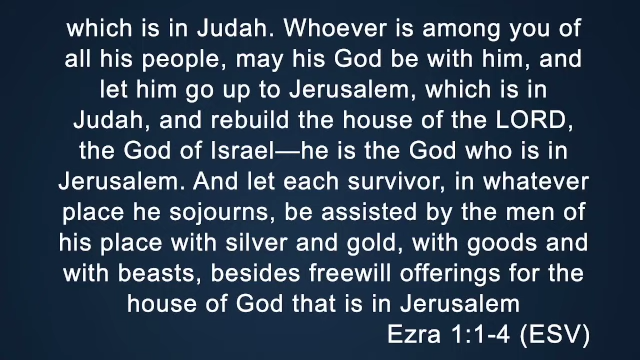 which is in Judah. Whoever is among you of
all his people, may his God be with him, and
let him go up to Jerusalem, which is in
Judah, and rebuild the house of the LORD,
the God of Israel—he is the God who is in
Jerusalem. And let each survivor, in whatever
place he sojourns, be assisted by the men of
his place with silver and gold, with goods and
with beasts, besides freewill offerings for the
house of God that is in Jerusalem
Ezra 1:1-4 (ESV)